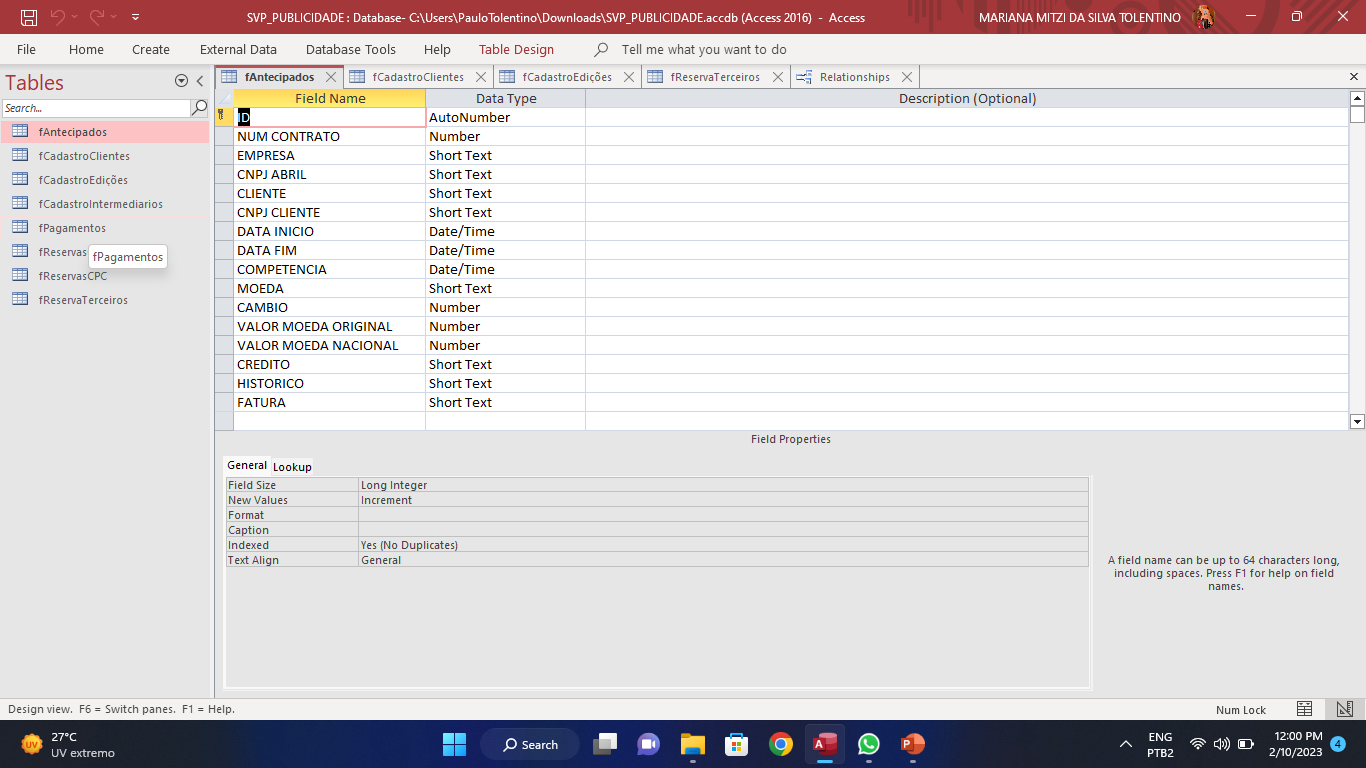 SVP_PUBLICIDADE : Database- C:\Users\PauloTolentino\Downloads\SVP_PUBLICIDADE.accdb (Access 2016)  -  Access
MARIANA MITZI DA SILVA TOLENTINO
File Home Create External Data Database Tools Help Table Design Tell me what you want to do
Tables
Search...
fAntecipados
fCadastroClientes
fCadastroEdições
fCadastroIntermediarios
fPagamentos
fReservas
fPagamentos
fReservasCPC
fReservaTerceiros
fAntecipados fCadastroClientes fCadastroEdições fReservaTerceiros Relationships
Field Name Data Type Description (Optional)
ID AutoNumber
NUM CONTRATO Number
EMPRESA Short Text
CNPJ ABRIL Short Text
CLIENTE Short Text
CNPJ CLIENTE Short Text
DATA INICIO Date/Time
DATA FIM Date/Time
COMPETENCIA Date/Time
MOEDA Short Text
CAMBIO Number
VALOR MOEDA ORIGINAL Number
VALOR MOEDA NACIONAL Number
CREDITO Short Text
HISTORICO Short Text
FATURA Short Text
Field Properties
General Lookup
Field Size Long Integer
New Values Increment
Format
Caption
Indexed Yes (No Duplicates)
Text Align General
A field name can be up to 64 characters long,
including spaces. Press F1 for help on field
names.
Design view.  F6 = Switch panes.  F1 = Help.
Num Lock
27°C
UV extremo
UV
Search
ENG
PTB2
12:00 PM
2/10/2023
4